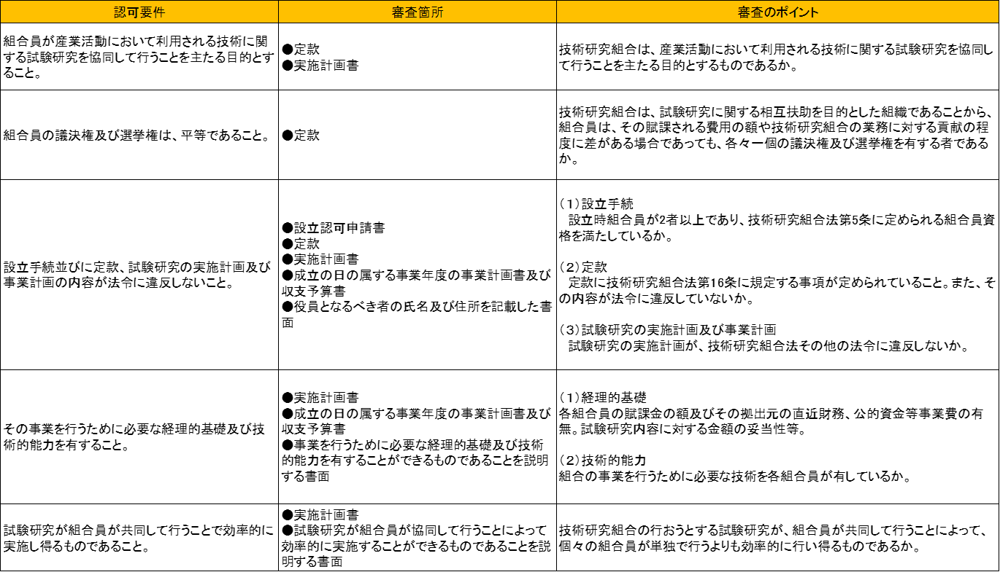 認可要件
審査箇所
審査のポイント
組合員が産業活動において利用される技術に関
する試験研究を協同して行うことを主たる目的とす
ること。
●定款
●実施計画書
技術研究組合は、産業活動において利用される技術に関する試験研究を協同し
て行うことを主たる目的とするものであるか。
組合員の議決権及び選挙権は、平等であること。
●定款
技術研究組合は、試験研究に関する相互扶助を目的とした組織であることから、
組合員は、その賦課される費用の額や技術研究組合の業務に対する貢献の程
度に差がある場合であっても、各々一個の議決権及び選挙権を有する者である
か。
設立手続並びに定款、試験研究の実施計画及び
事業計画の内容が法令に違反しないこと。
●設立認可申請書
●定款
●実施計画書
●成立の日の属する事業年度の事業計画書及び
収支予算書
●役員となるべき者の氏名及び住所を記載した書
面
（１）設立手続
　設立時組合員が2者以上であり、技術研究組合法第5条に定められる組合員資
格を満たしているか。
（２）定款
　定款に技術研究組合法第16条に規定する事項が定められていること。また、そ
の内容が法令に違反していないか。
（３）試験研究の実施計画及び事業計画
　試験研究の実施計画が、技術研究組合法その他の法令に違反しないか。
その事業を行うために必要な経理的基礎及び技
術的能力を有すること。
●実施計画書
●成立の日の属する事業年度の事業計画書及び
収支予算書
●事業を行うために必要な経理的基礎及び技術
的能力を有することができるものであることを説明
する書面
（１）経理的基礎
各組合員の賦課金の額及びその拠出元の直近財務、公的資金等事業費の有
無。試験研究内容に対する金額の妥当性等。
（２）技術的能力
組合の事業を行うために必要な技術を各組合員が有しているか。
試験研究が組合員が共同して行うことで効率的に
実施し得るものであること。
●実施計画書
●試験研究が組合員が協同して行うことによって
効率的に実施することができるものであることを説
明する書面
技術研究組合の行おうとする試験研究が、組合員が共同して行うことによって、
個々の組合員が単独で行うよりも効率的に行い得るものであるか。